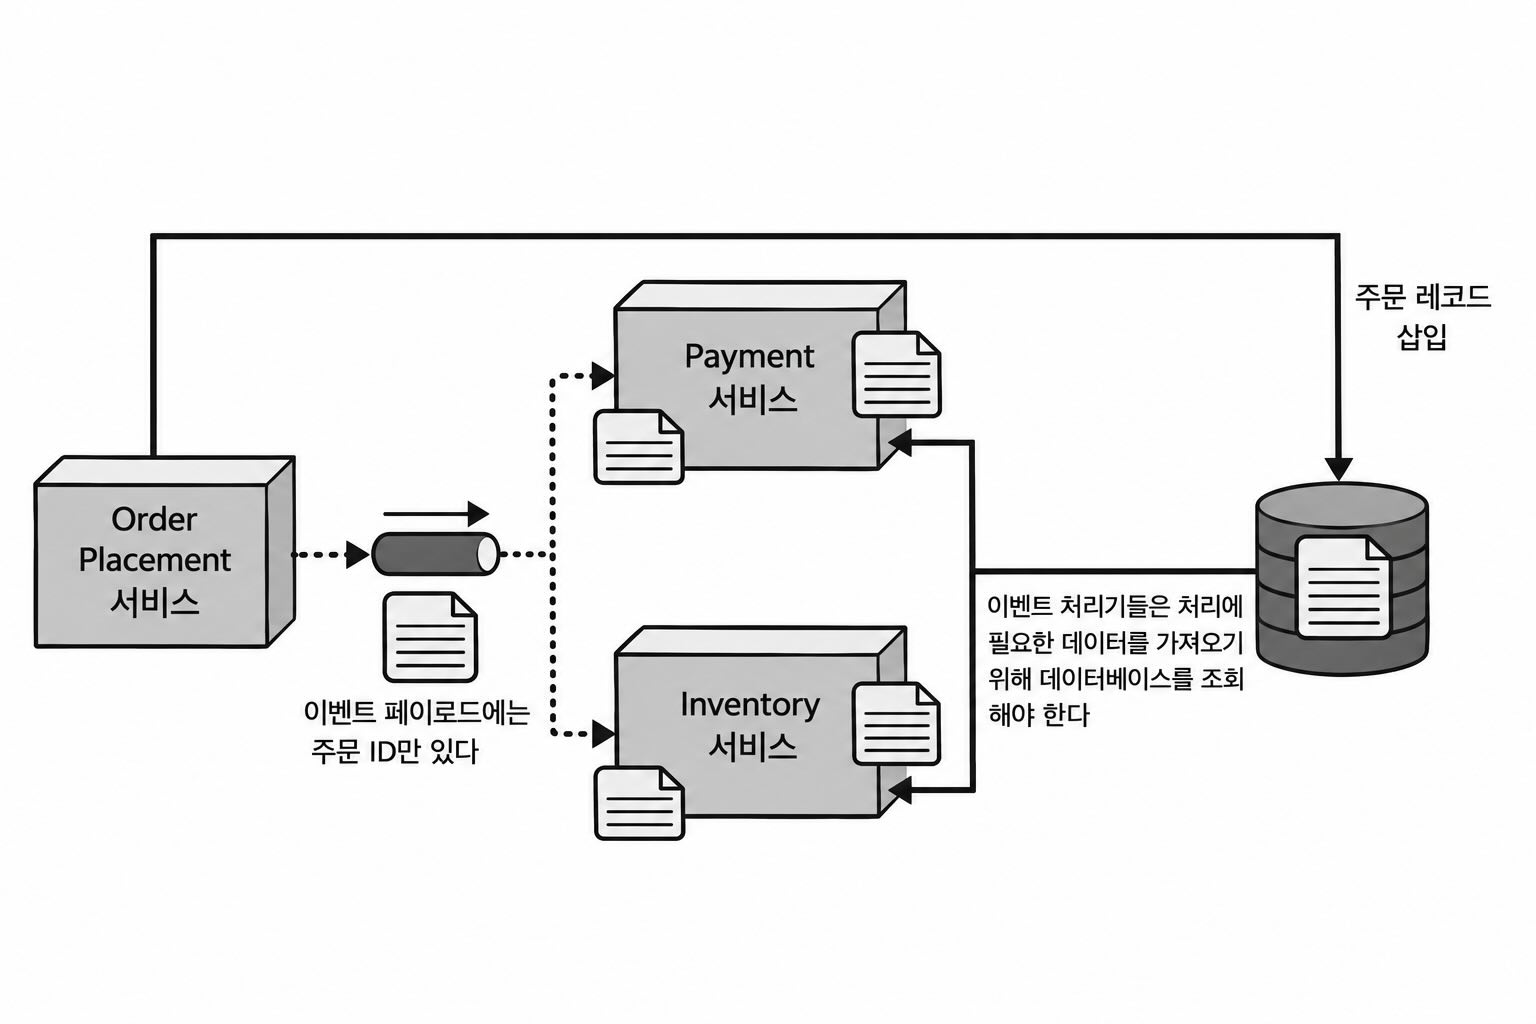 주문 레코드
삽입
Payment
서비스
Order
Placement
서비스
이벤트 페이로드에는
주문 ID만 있다
이벤트 처리기들은 처리에
필요한 데이터를 가져오기
위해 데이터베이스를 조회
해야 한다
Inventory
서비스